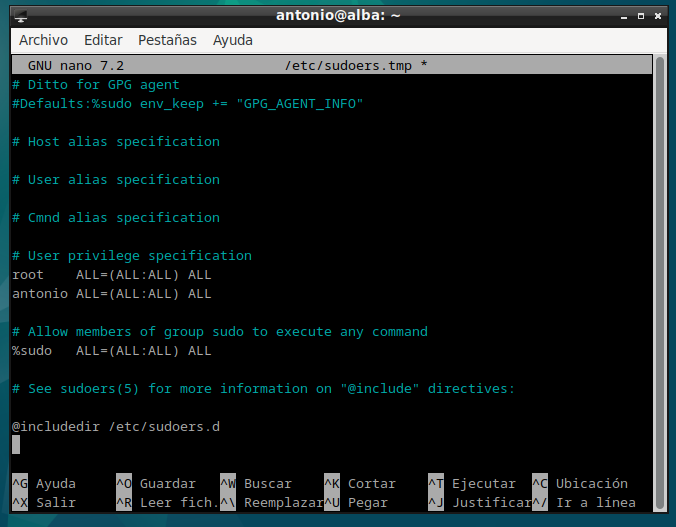 antonio@alba: ~
Archivo Editar Pestañas Ayuda
GNU nano 7.2 /etc/sudoers.tmp *
# Ditto for GPG agent
#Defaults:%sudo env_keep += "GPG_AGENT_INFO"
# Host alias specification
# User alias specification
# Cmnd alias specification
# User privilege specification
root ALL=(ALL:ALL) ALL
antonio ALL=(ALL:ALL) ALL
# Allow members of group sudo to execute any command
%sudo ALL=(ALL:ALL) ALL
# See sudoers(5) for more information on "@include" directives:
@includedir /etc/sudoers.d
^G Ayuda ^O Guardar ^W Buscar ^K Cortar ^T Ejecutar ^C Ubicación
^X Salir ^R Leer fich. ^\ Reemplazar ^U Pegar ^J Justificar ^/ Ir a línea